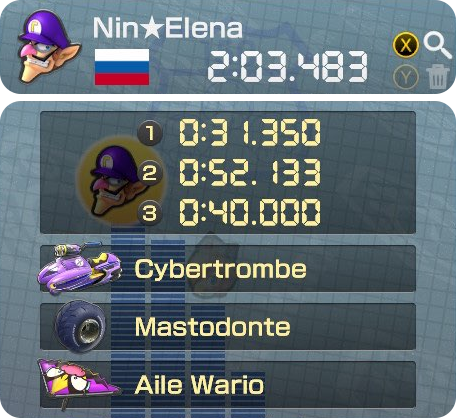 Nin★Elena
X
2:03.483
Y
1 0:31.350
2 0:52.133
3 0:40.000
Cybertrombe
Mastodonte
Aile Wario